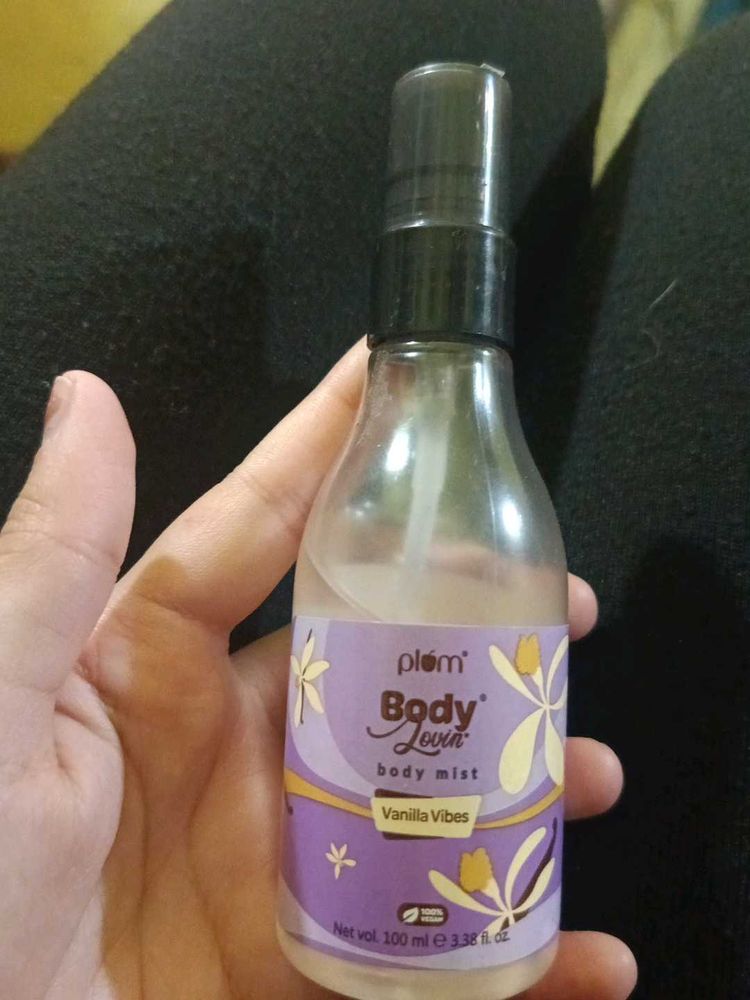 plum®
Body®
Lovin'
body mist
Vanilla Vibes
100%
VEGAN
Net vol. 100 ml ℮ 3.38 fl. oz